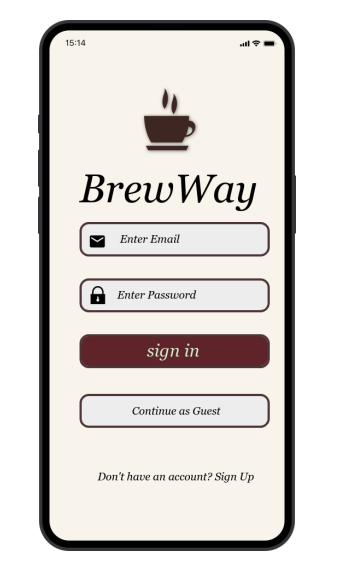 15:14
BrewWay
Enter Email
Enter Password
sign in
Continue as Guest
Don't have an account? Sign Up